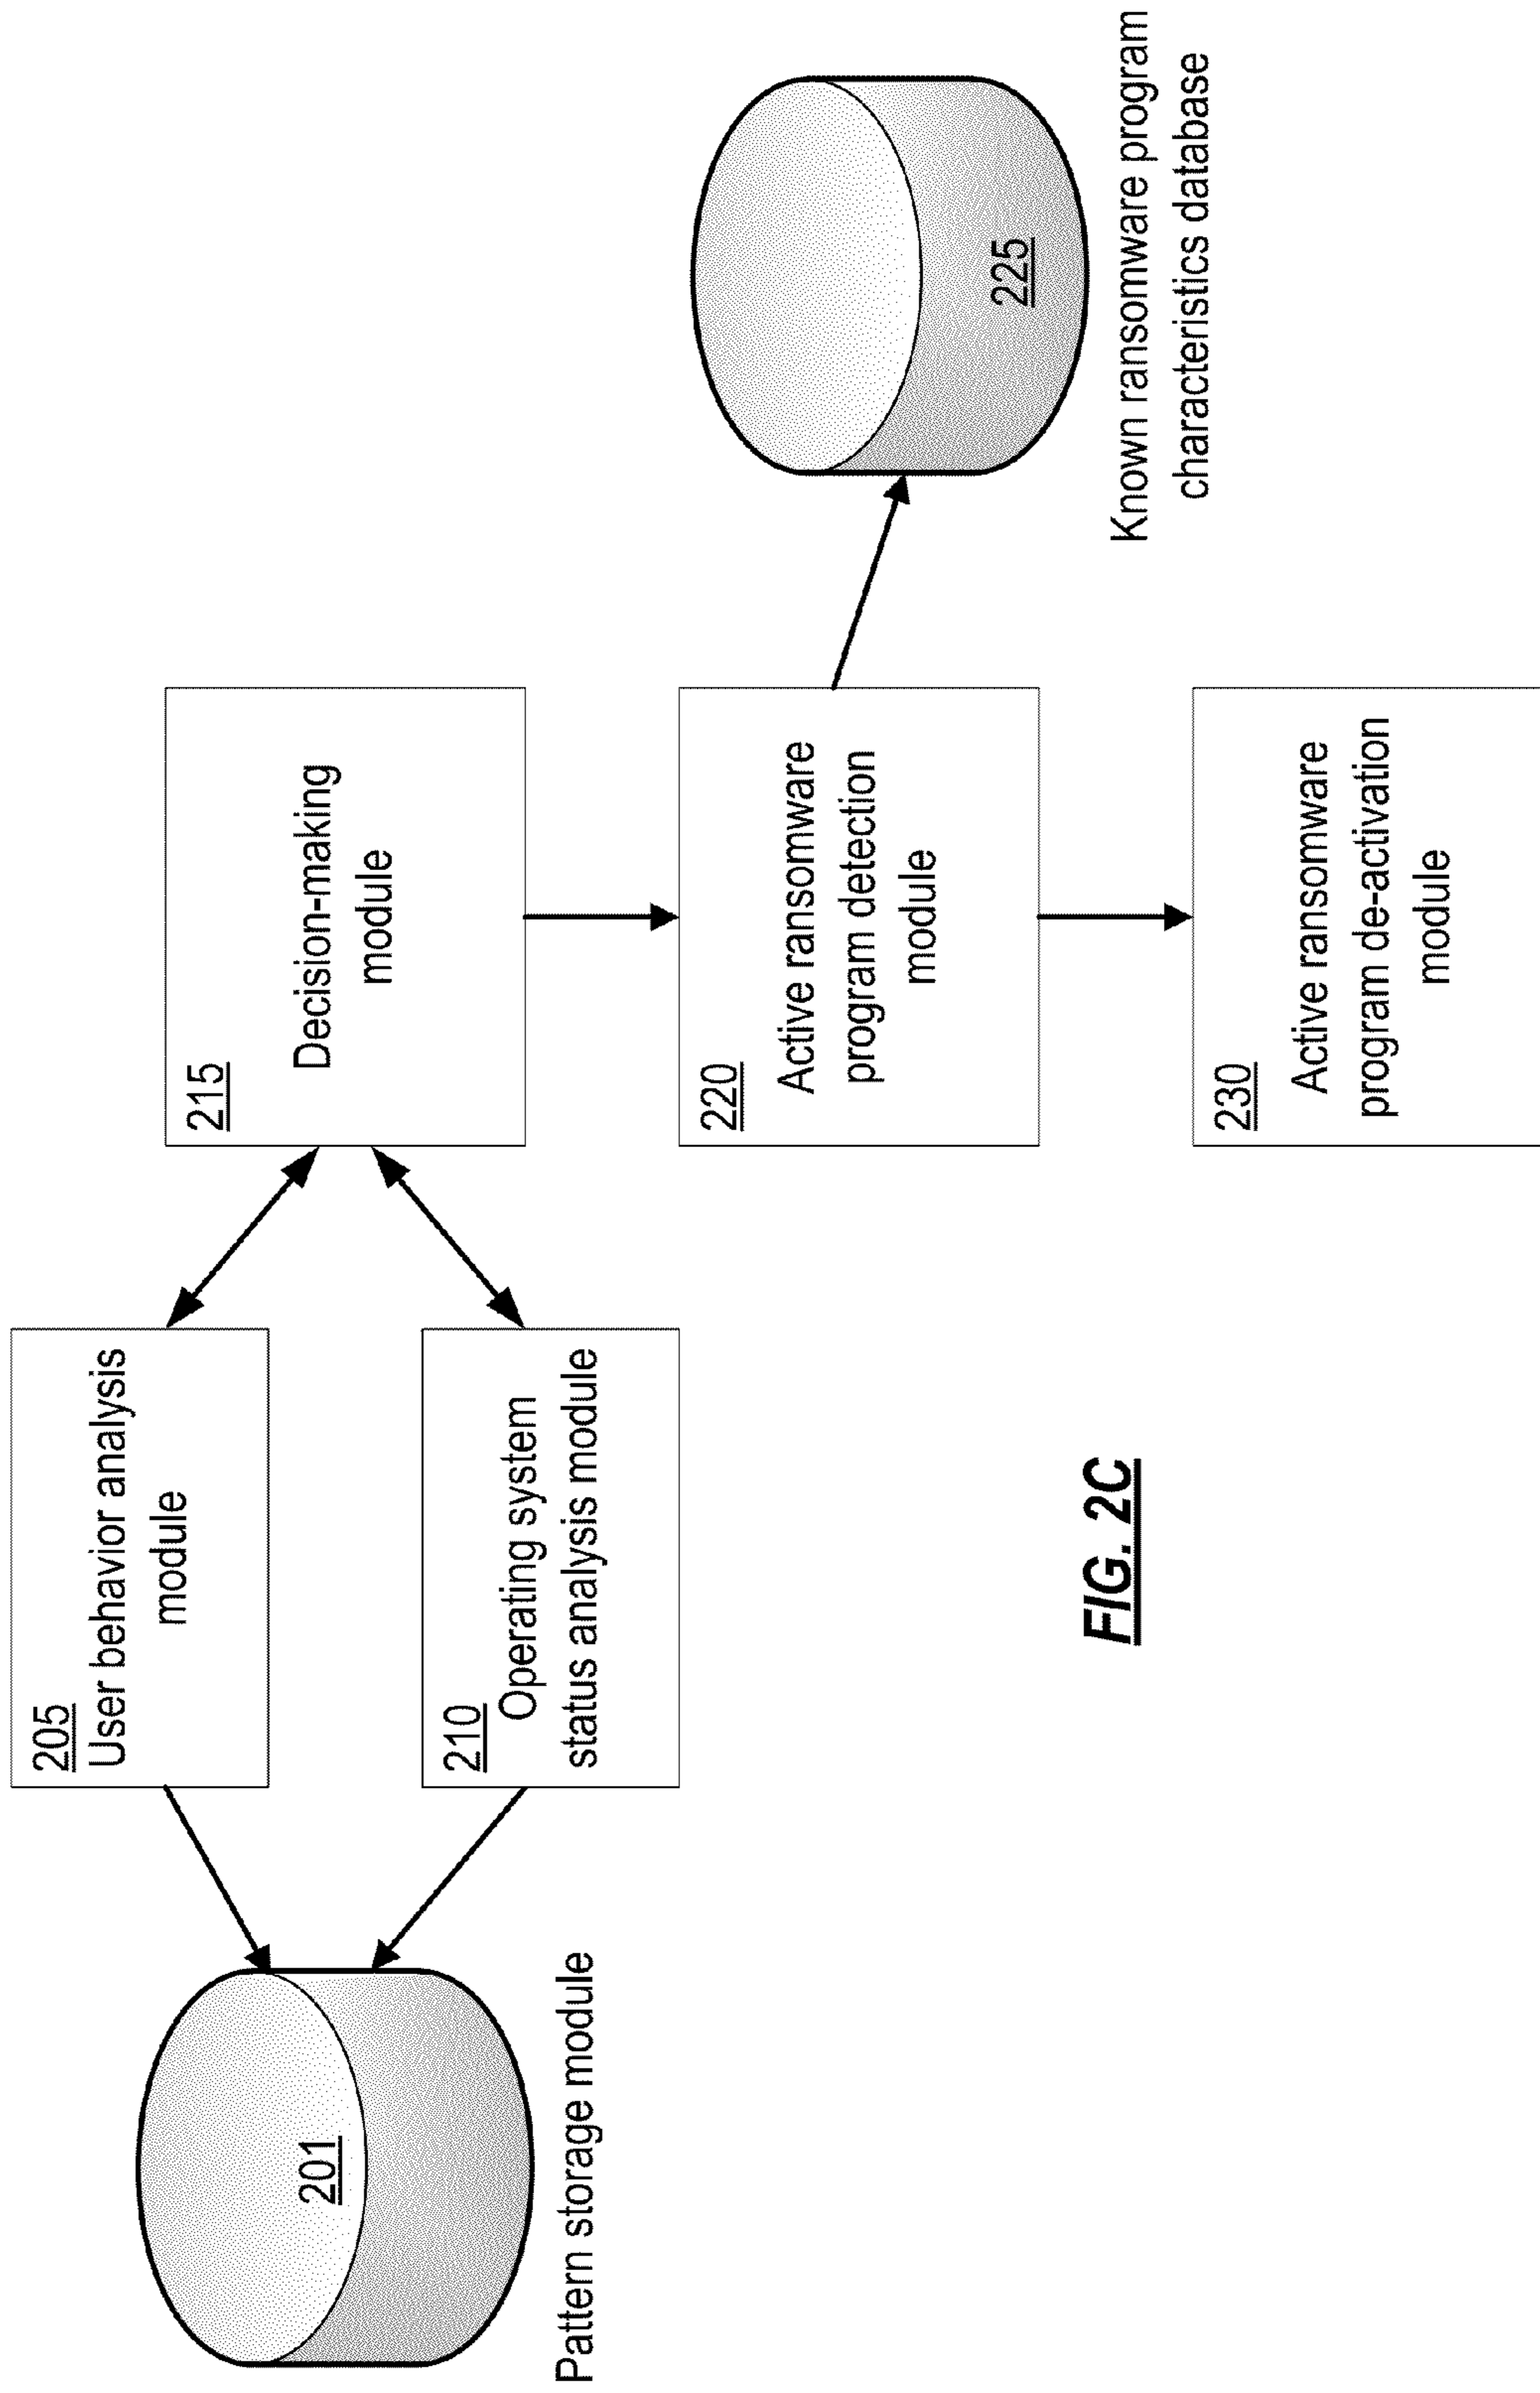 201
Pattern storage module
205
User behavior analysis
module
210
Operating system
status analysis module
215
Decision-making
module
220
Active ransomware
program detection
module
225
Known ransomware program
characteristics database
230
Active ransomware
program de-activation
module
FIG. 2C